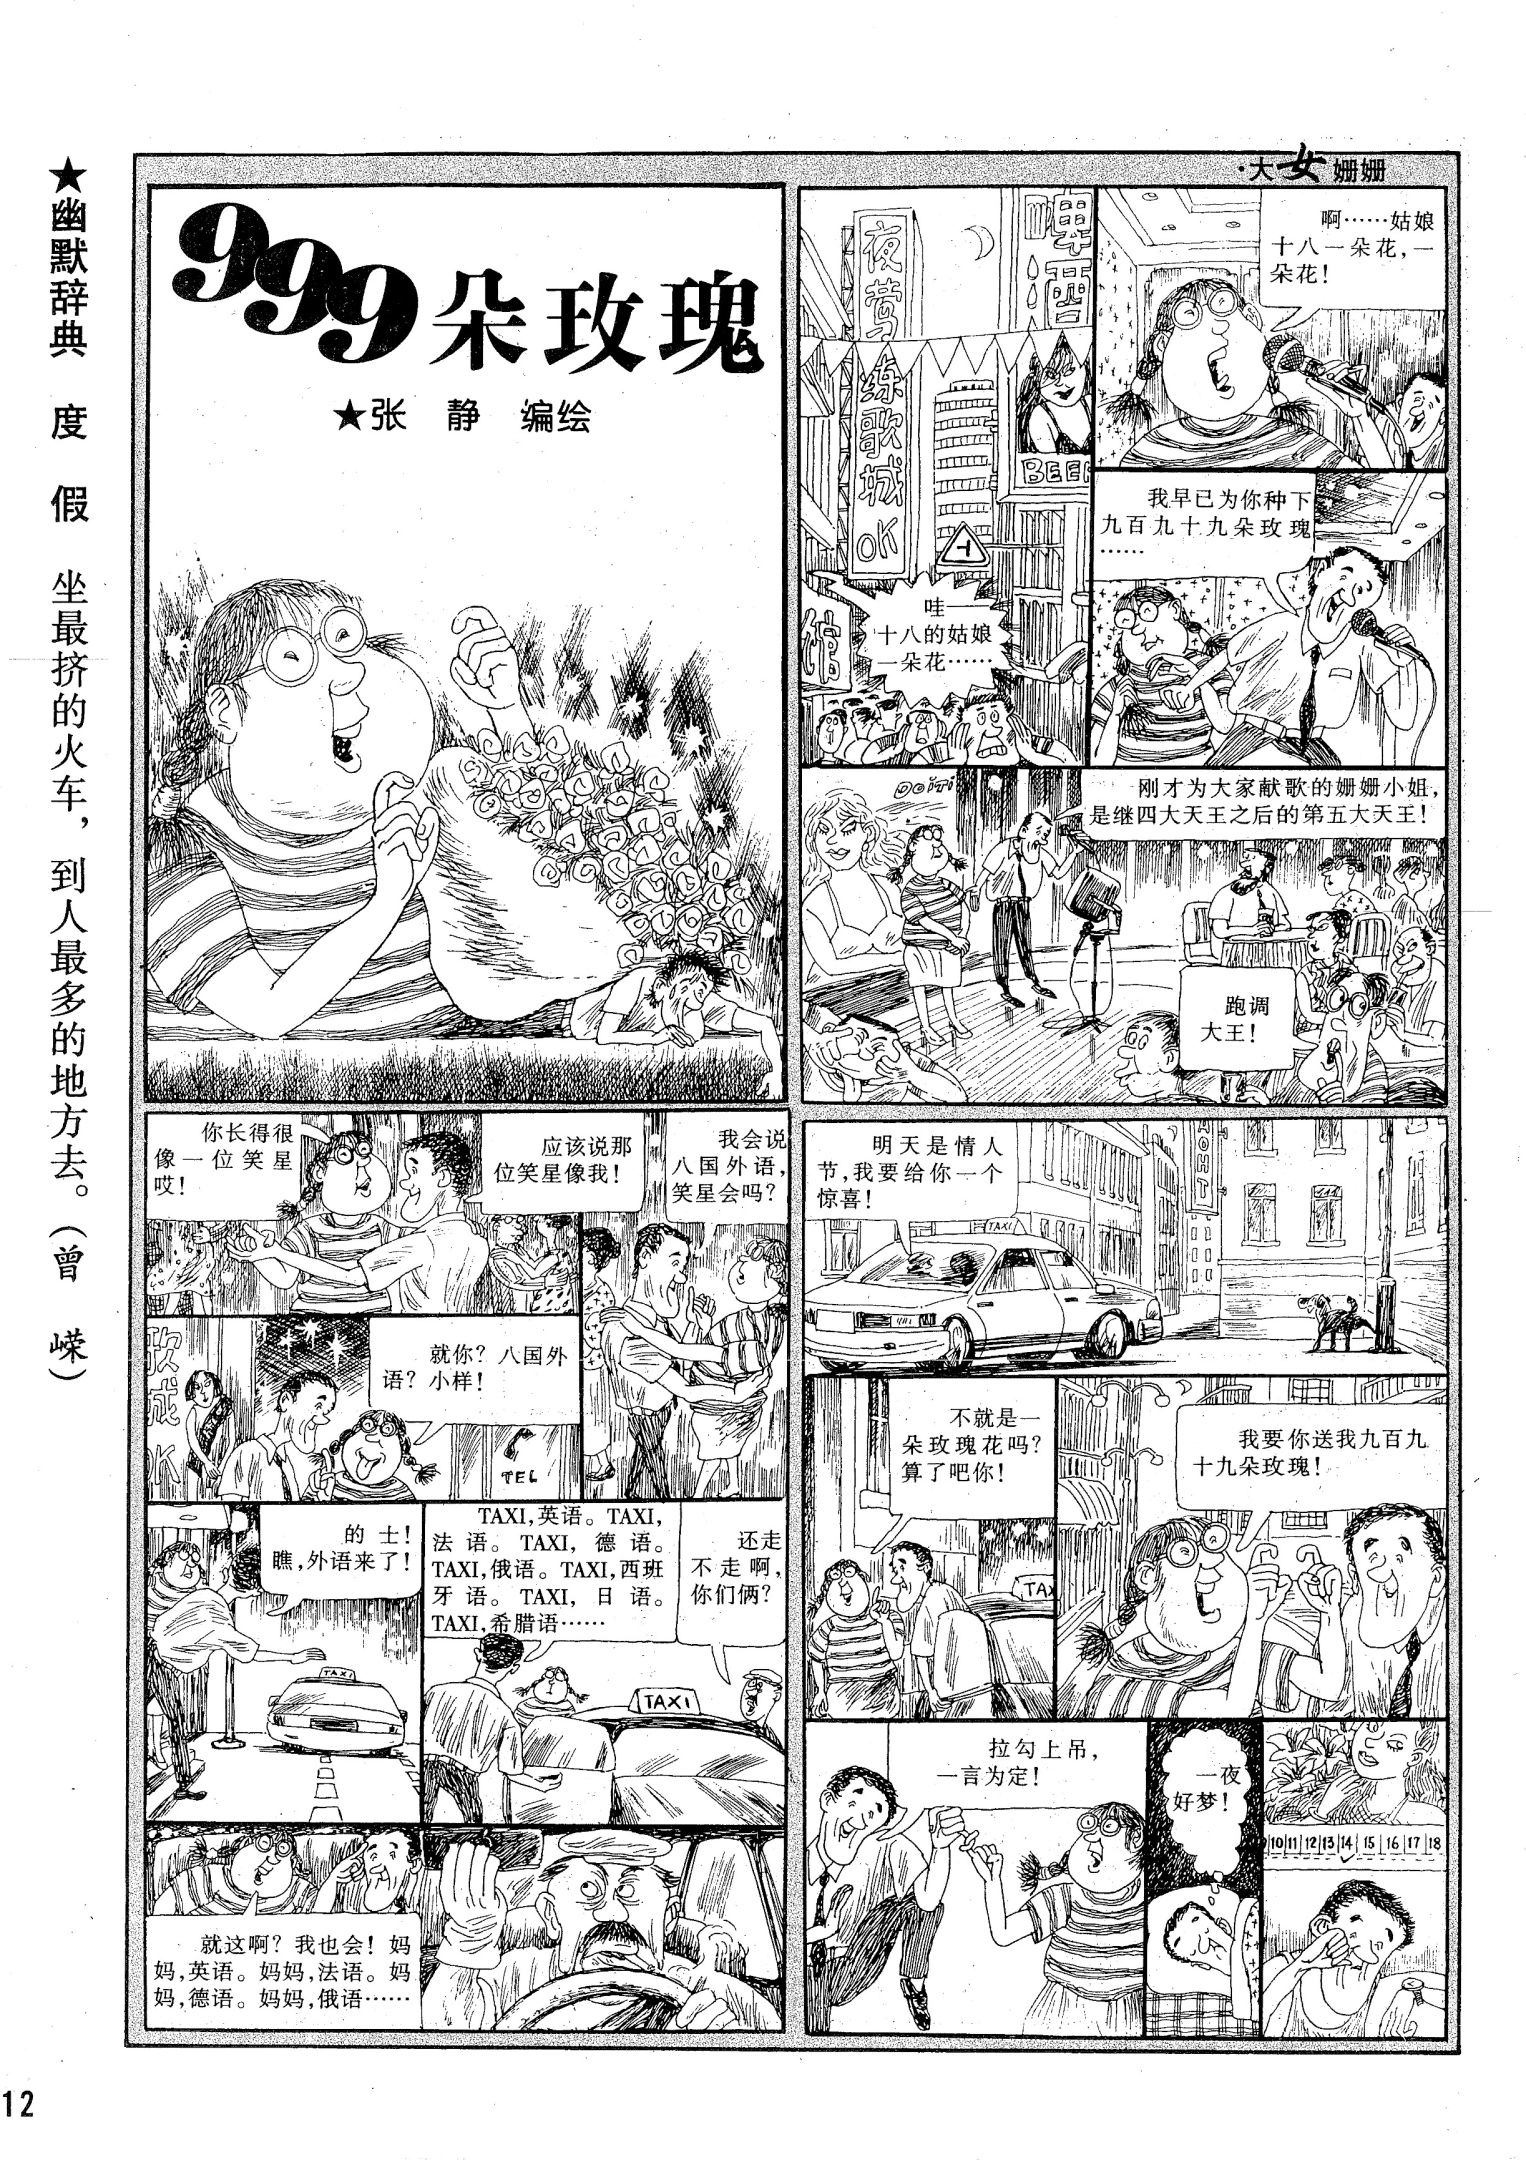 ★幽默辞典 度 假 坐最挤的火车，到人最多的地方去。（曾 嵘）
·大女姗姗
999朵玫瑰
★张 静 编绘
夜莺练歌城OK
啤酒
BEER
馆
哇——
十八的姑娘
一朵花……
啊……姑娘
十八一朵花，一
朵花！
我早已为你种下
九百九十九朵玫瑰
……
刚才为大家献歌的姗姗小姐，
是继四大天王之后的第五大天王！
跑调
大王！
你长得很
像一位笑星
哎！
应该说那
位笑星像我！
我会说
八国外语，
笑星会吗？
歌城OK
就你？八国外
语？小样！
TEL
的士！
瞧，外语来了！
TAXI
TAXI，英语。TAXI，
法语。TAXI，德语。
TAXI，俄语。TAXI，西班
牙语。TAXI，日语。
TAXI，希腊语……
还走
不走啊，
你们俩？
TAXI
就这啊？我也会！妈
妈，英语。妈妈，法语。妈
妈，德语。妈妈，俄语……
明天是情人
节，我要给你一个
惊喜！
TAXI
不就是一
朵玫瑰花吗？
算了吧你！
TAXI
我要你送我九百九
十九朵玫瑰！
拉勾上吊，
一言为定！
一夜
好梦！
10 11 12 13 14 15 16 17 18
12